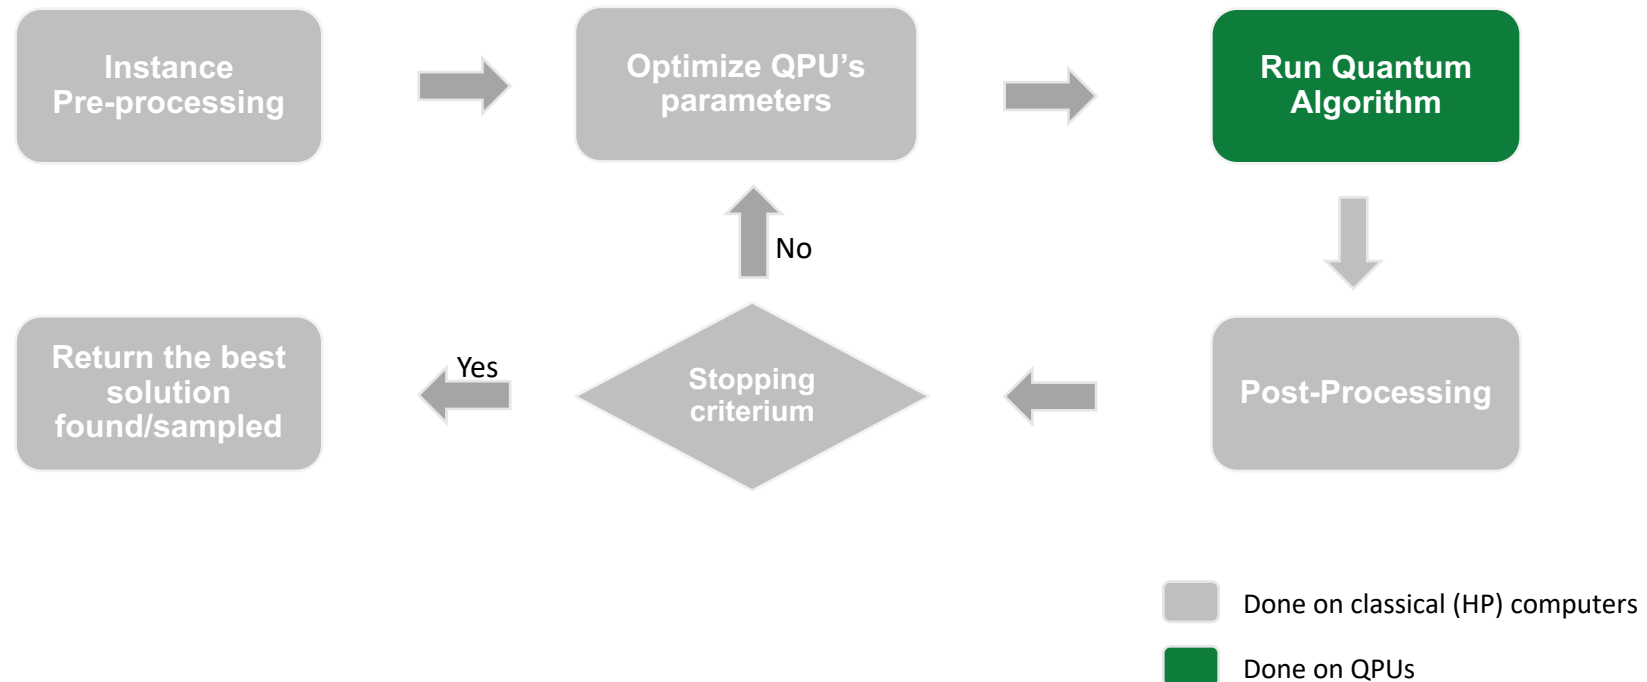 Instance
Pre-processing
Optimize QPU’s
parameters
Run Quantum
Algorithm
No
Return the best
solution
found/sampled
Yes
Stopping
criterium
Post-Processing
Done on classical (HP) computers
Done on QPUs